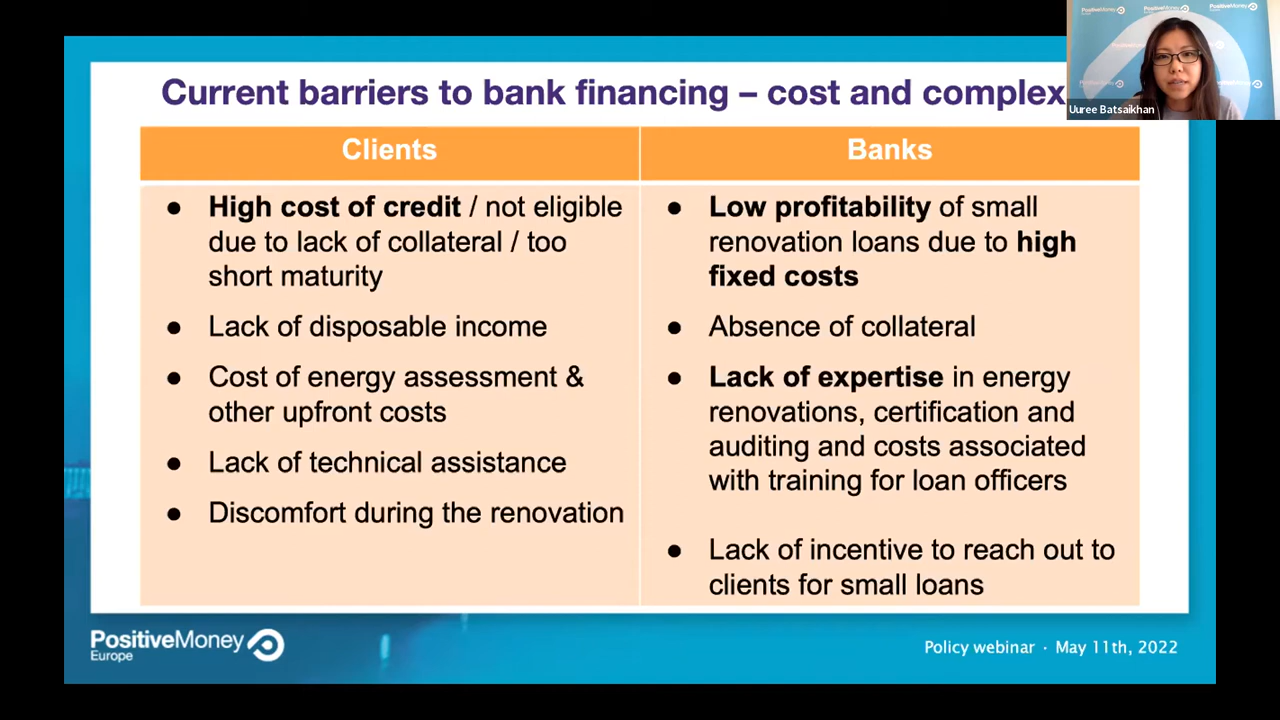 PositiveMoney
PositiveMoney
PositiveMoney
Europe
Uuree Batsaikhan
Current barriers to bank financing – cost and complex
Clients
Banks
● High cost of credit / not eligible
due to lack of collateral / too
short maturity
● Lack of disposable income
● Cost of energy assessment &
other upfront costs
● Lack of technical assistance
● Discomfort during the renovation
● Low profitability of small
renovation loans due to high
fixed costs
● Absence of collateral
● Lack of expertise in energy
renovations, certification and
auditing and costs associated
with training for loan officers
● Lack of incentive to reach out to
clients for small loans
PositiveMoney
Europe
Policy webinar · May 11th, 2022